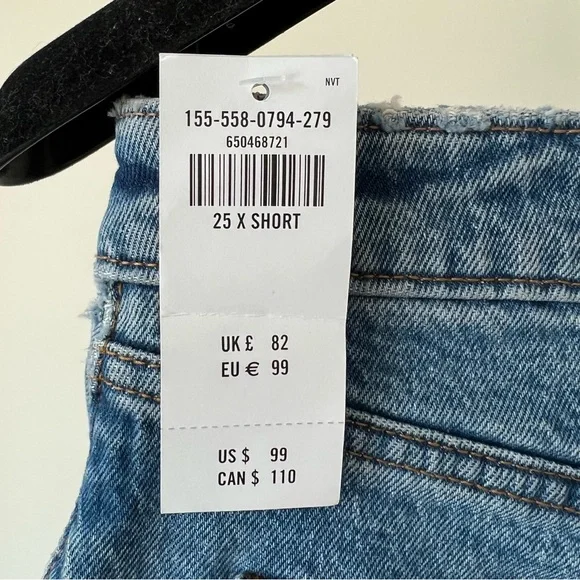 NVT
155-558-0794-279
650468721
25 X SHORT
UK £ 82
EU € 99
US $ 99
CAN $ 110